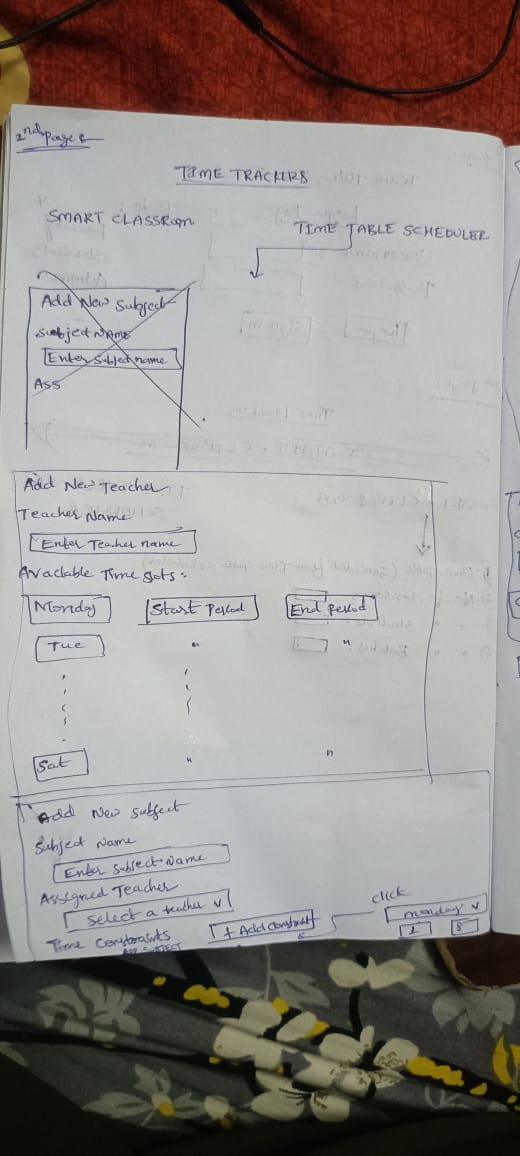 2nd page
TIME TRACKERS
SMART CLASSROOM
TIME TABLE SCHEDULER
Add New Subject
Subject NAME
Enter Subject name
Ass
Add New Teacher
Teacher Name
Enter Teacher name
Available Time Slots:
Monday Start Period End period
Tue " "
Sat " "
Add New Subject
Subject Name
Enter Subject Name
Assigned Teacher
Select a teacher v
click
Time Constraints + Add constraint Monday v
1 8